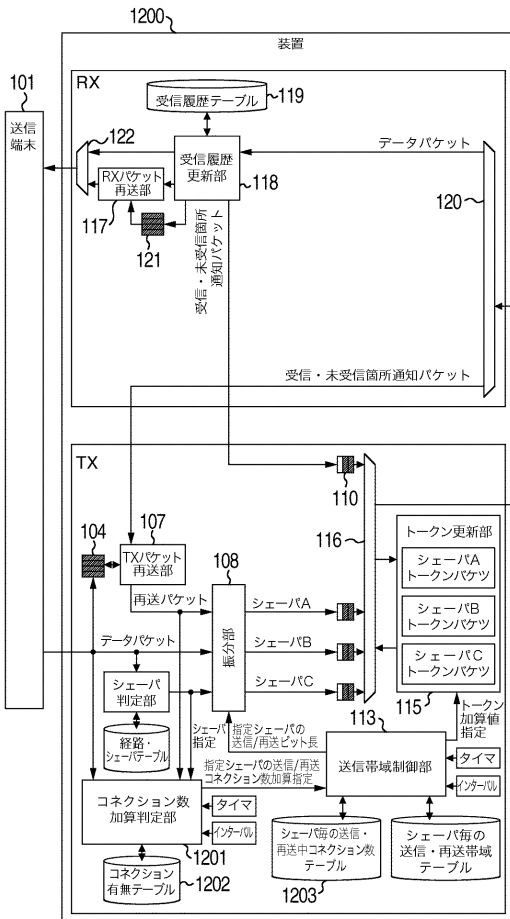 1200
装置
101
送信
端末
RX
受信履歴テーブル
119
122
受信履歴
更新部
118
データパケット
RXパケット
再送部
117
121
120
受信・未受信箇所
通知パケット
受信・未受信箇所通知パケット
TX
110
116
104
107
TXパケット
再送部
108
再送パケット
データパケット
振分部
シェーパA
シェーパB
シェーパC
トークン更新部
シェーパA
トークンバケツ
シェーパB
トークンバケツ
シェーパC
トークンバケツ
115
トークン
加算値
指定
シェーパ
判定部
経路・
シェーパテーブル
シェーパ
指定
指定シェーパの
送信/再送ビット長
指定シェーパの送信/再送
コネクション数加算指定
113
送信帯域制御部
タイマ
インターバル
コネクション数
加算判定部
タイマ
インターバル
1201
コネクション
有無テーブル
1202
シェーパ毎の送信・
再送中コネクション数
テーブル
1203
シェーパ毎の
送信・再送帯域
テーブル